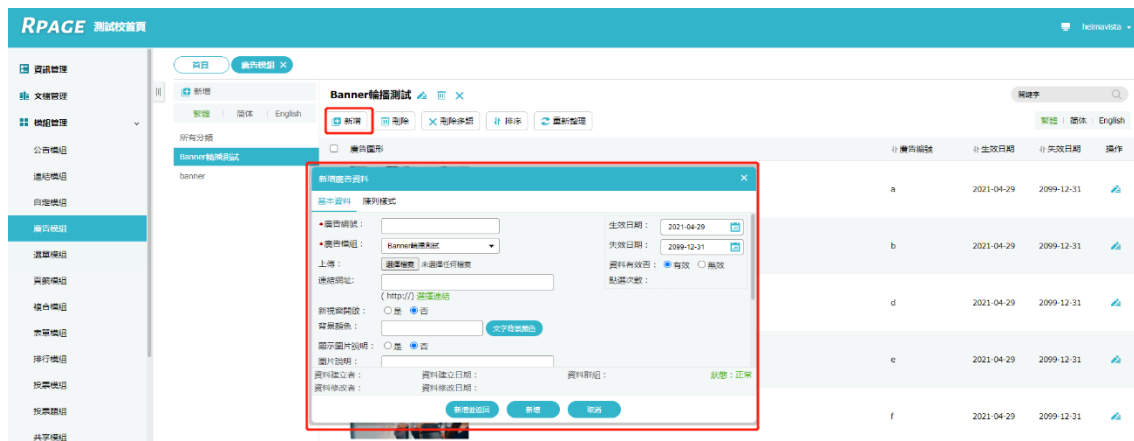 RPAGE 測試校首頁
heimavista
資訊管理
文檔管理
模組管理
公告模組
連結模組
自定模組
廣告模組
選單模組
頁籤模組
複合模組
表單模組
排行模組
投票模組
投票題組
共享模組
首頁 廣告模組
新增
繁體 简体 English
所有分類
Banner輪播測試
banner
Banner輪播測試
關鍵字
新增 刪除 刪除多語 排序 重新整理
繁體 简体 English
廣告圖形 廣告編號 生效日期 失效日期 操作
a 2021-04-29 2099-12-31
b 2021-04-29 2099-12-31
d 2021-04-29 2099-12-31
e 2021-04-29 2099-12-31
f 2021-04-29 2099-12-31
新增廣告資料
基本資料 陳列樣式
•廣告編號：
•廣告模組： Banner輪播測試
上傳： 選擇檔案 未選擇任何檔案
連結網址：
( http://) 選擇連結
新視窗開啟： 是 否
背景顏色： 文字背景顏色
顯示圖片說明： 是 否
圖片說明：
生效日期： 2021-04-29
失效日期： 2099-12-31
資料有效否： 有效 無效
點選次數：
資料建立者： 資料建立日期： 資料群組： 狀態：正常
資料修改者： 資料修改日期：
新增並返回 新增 取消